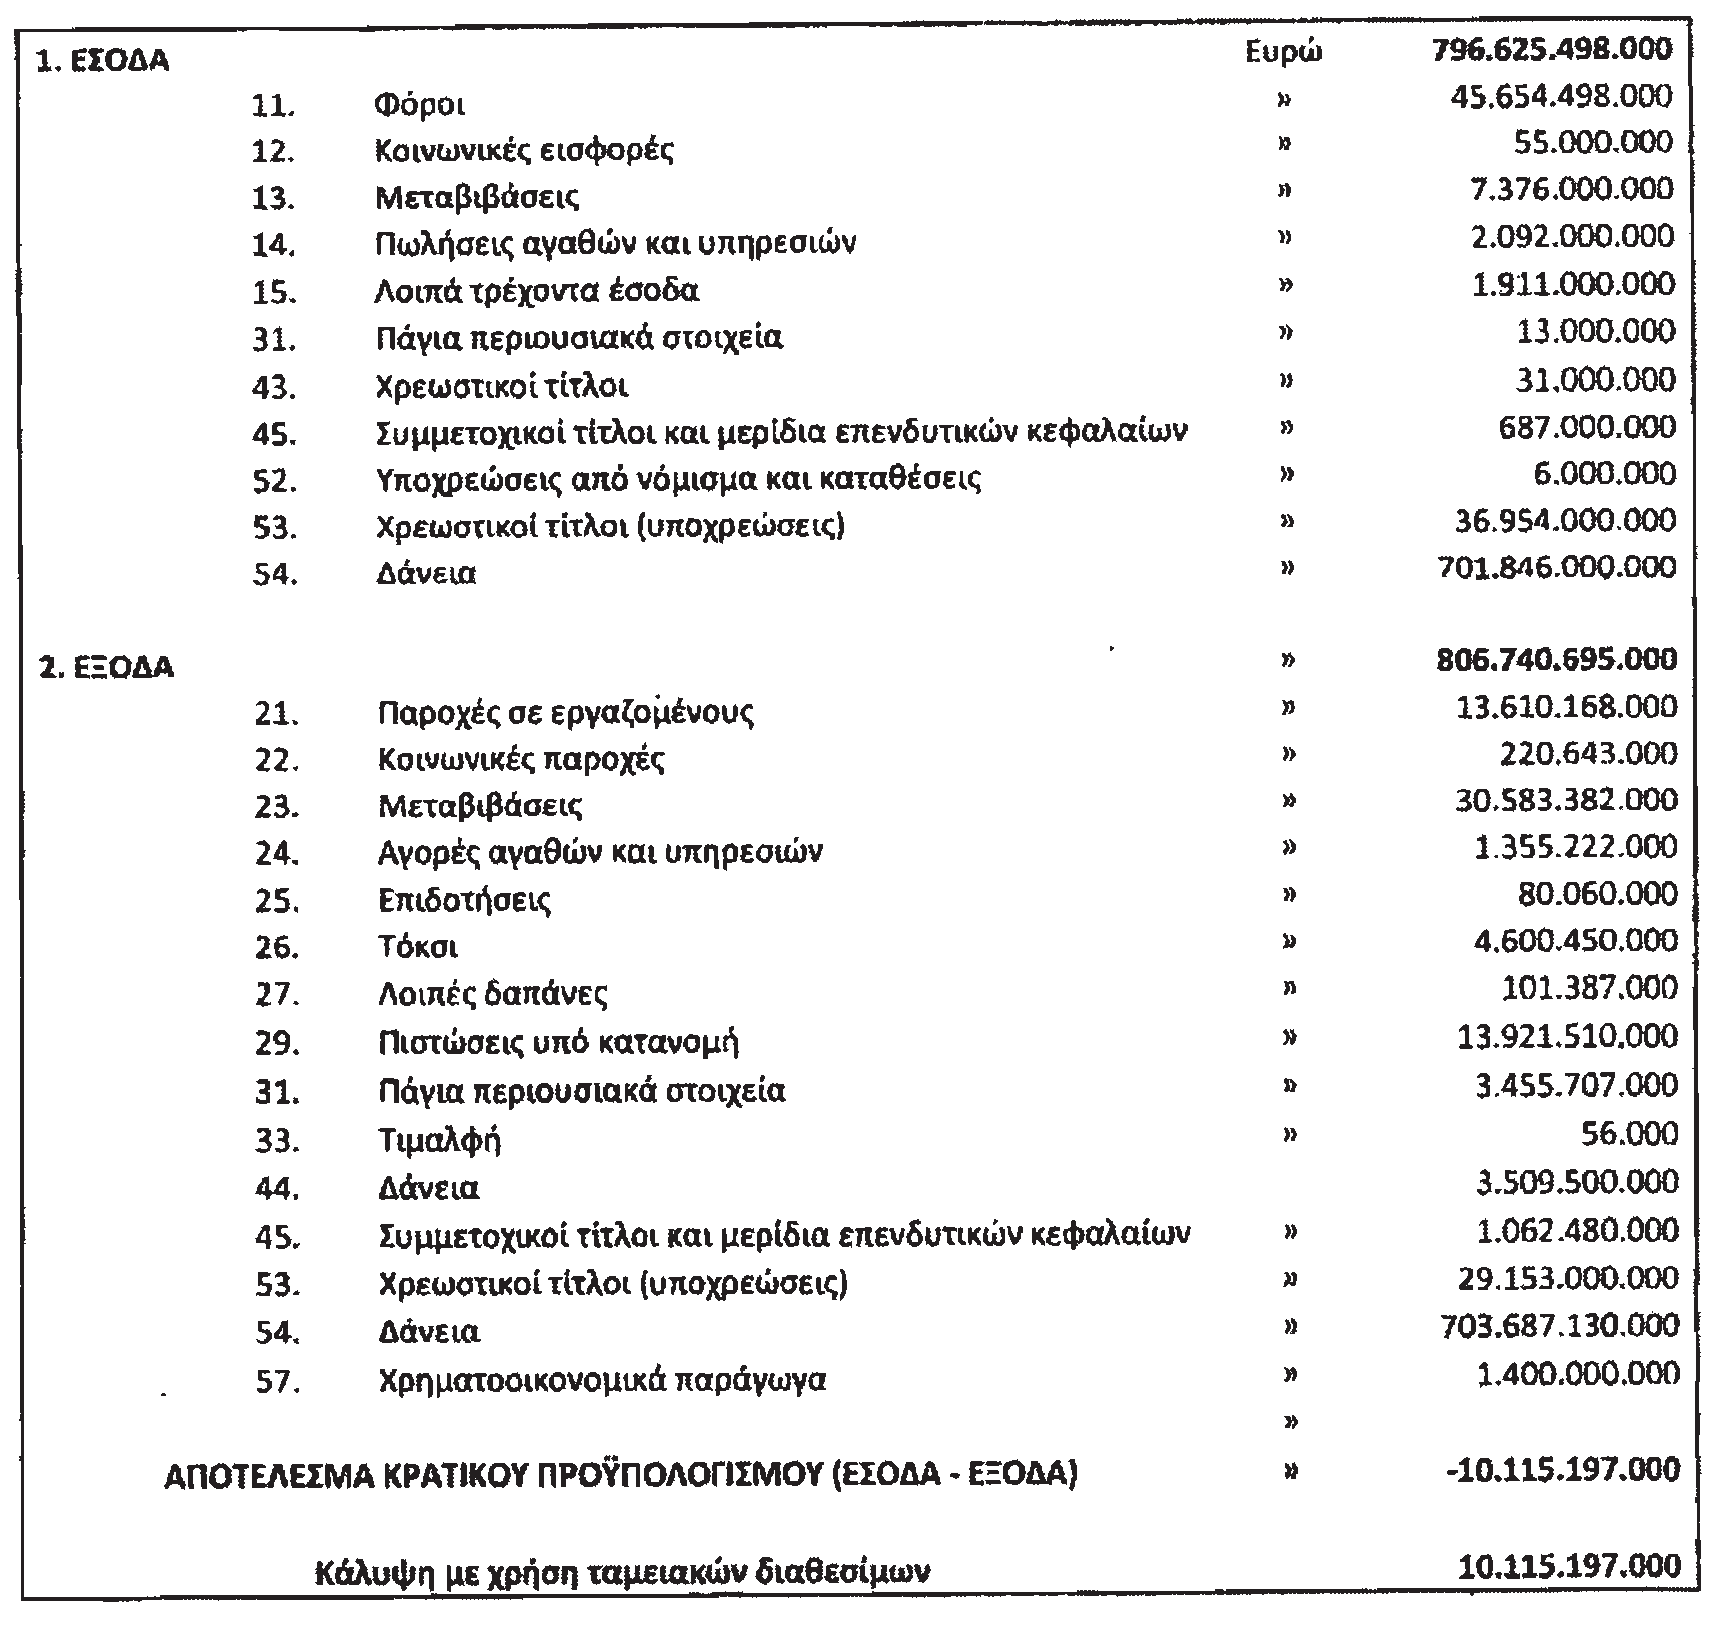 1. ΕΣΟΔΑ Ευρώ 796.625.498.000
11. Φόροι » 45.654.498.000
12. Κοινωνικές εισφορές » 55.000.000
13. Μεταβιβάσεις » 7.376.000.000
14. Πωλήσεις αγαθών και υπηρεσιών » 2.092.000.000
15. Λοιπά τρέχοντα έσοδα » 1.911.000.000
31. Πάγια περιουσιακά στοιχεία » 13.000.000
43. Χρεωστικοί τίτλοι » 31.000.000
45. Συμμετοχικοί τίτλοι και μερίδια επενδυτικών κεφαλαίων » 687.000.000
52. Υποχρεώσεις από νόμισμα και καταθέσεις » 6.000.000
53. Χρεωστικοί τίτλοι (υποχρεώσεις) » 36.954.000.000
54. Δάνεια » 701.846.000.000
2. ΕΞΟΔΑ » 806.740.695.000
21. Παροχές σε εργαζομένους » 13.610.168.000
22. Κοινωνικές παροχές » 220.643.000
23. Μεταβιβάσεις » 30.583.382.000
24. Αγορές αγαθών και υπηρεσιών » 1.355.222.000
25. Επιδοτήσεις » 80.060.000
26. Τόκοι » 4.600.450.000
27. Λοιπές δαπάνες » 101.387.000
29. Πιστώσεις υπό κατανομή » 13.921.510.000
31. Πάγια περιουσιακά στοιχεία » 3.455.707.000
33. Τιμαλφή » 56.000
44. Δάνεια 3.509.500.000
45. Συμμετοχικοί τίτλοι και μερίδια επενδυτικών κεφαλαίων » 1.062.480.000
53. Χρεωστικοί τίτλοι (υποχρεώσεις) » 29.153.000.000
54. Δάνεια » 703.687.130.000
57. Χρηματοοικονομικά παράγωγα » 1.400.000.000
»
ΑΠΟΤΕΛΕΣΜΑ ΚΡΑΤΙΚΟΥ ΠΡΟΫΠΟΛΟΓΙΣΜΟΥ (ΕΣΟΔΑ - ΕΞΟΔΑ) » -10.115.197.000
Κάλυψη με χρήση ταμειακών διαθεσίμων 10.115.197.000